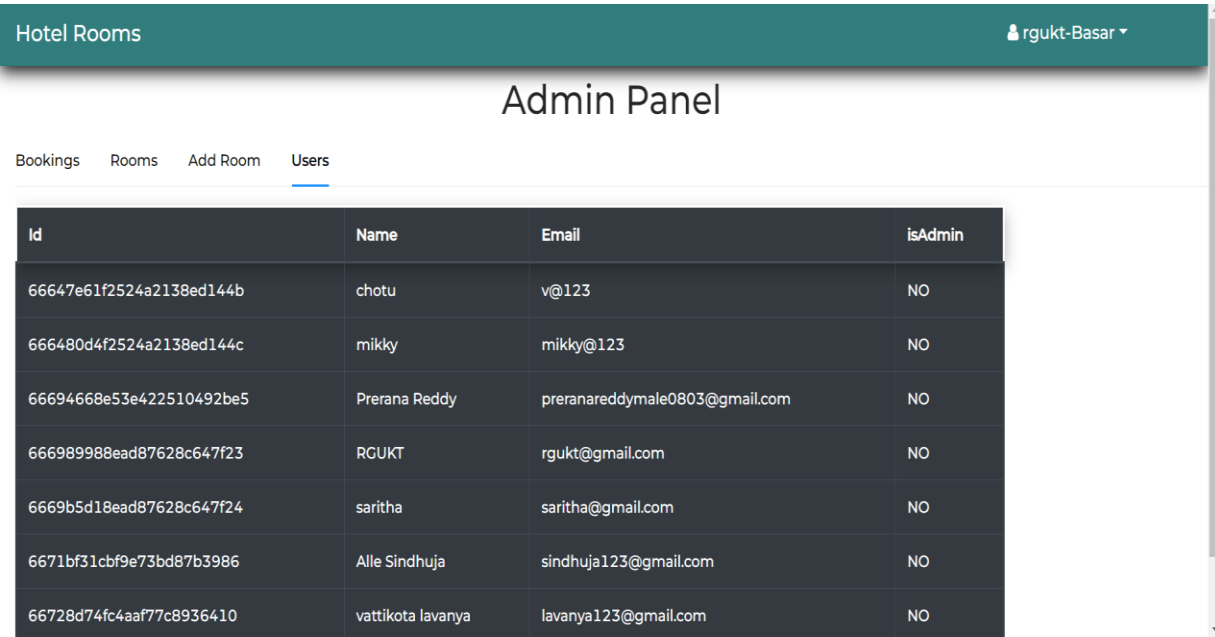 Hotel Rooms rgukt-Basar
Admin Panel
Bookings Rooms Add Room Users
Id Name Email isAdmin
66647e61f2524a2138ed144b chotu v@123 NO
666480d4f2524a2138ed144c mikky mikky@123 NO
66694668e53e422510492be5 Prerana Reddy preranareddymale0803@gmail.com NO
666989988ead87628c647f23 RGUKT rgukt@gmail.com NO
6669b5d18ead87628c647f24 saritha saritha@gmail.com NO
6671bf31cbf9e73bd87b3986 Alle Sindhuja sindhuja123@gmail.com NO
66728d74fc4aaf77c8936410 vattikota lavanya lavanya123@gmail.com NO